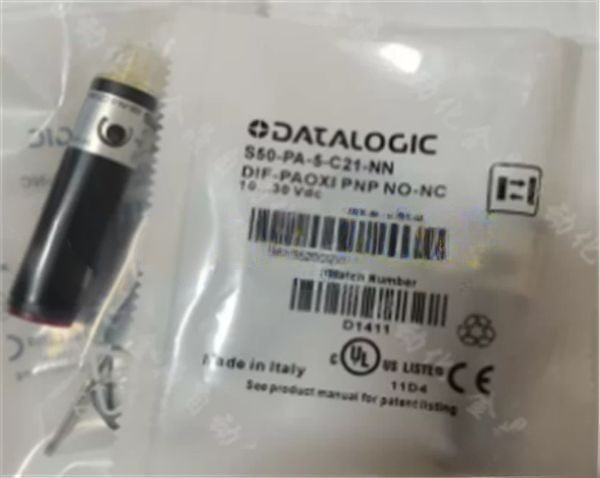 DATALOGIC
S50-PA-5-C21-NN
DIF-PAOXI PNP NO-NC
10...30 Vdc
Batch Number
D1411
Made in Italy
C UL US LISTED CE
11D4
See product manual for patent listing